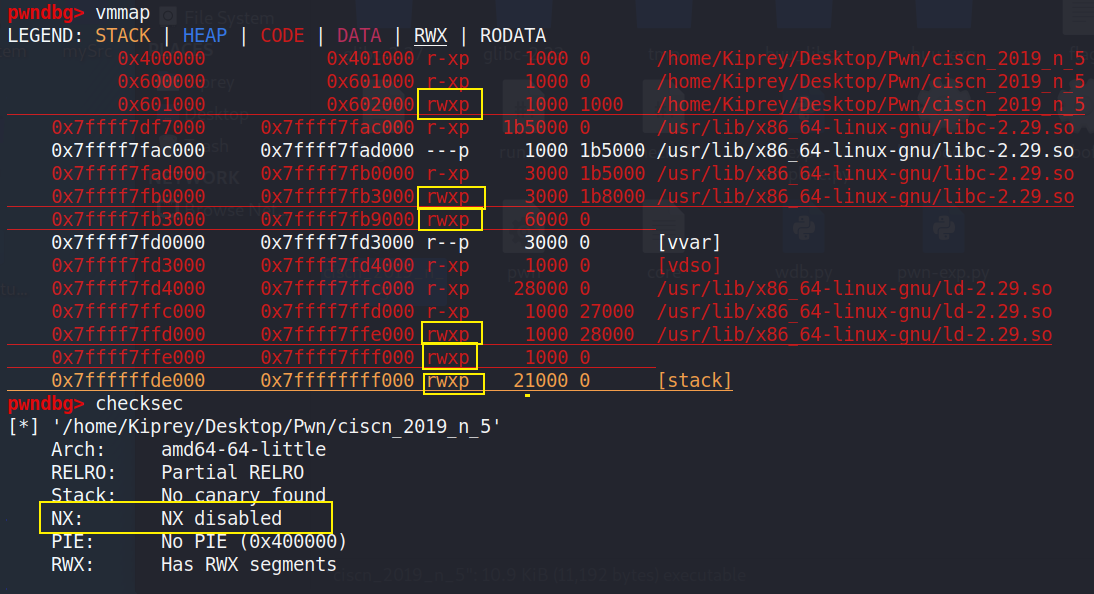 pwndbg> vmmap
LEGEND: STACK | HEAP | CODE | DATA | RWX | RODATA
0x400000 0x401000 r-xp 1000 0 /home/Kiprey/Desktop/Pwn/ciscn_2019_n_5
0x600000 0x601000 r-xp 1000 0 /home/Kiprey/Desktop/Pwn/ciscn_2019_n_5
0x601000 0x602000 rwxp 1000 1000 /home/Kiprey/Desktop/Pwn/ciscn_2019_n_5
0x7ffff7df7000 0x7ffff7fac000 r-xp 1b5000 0 /usr/lib/x86_64-linux-gnu/libc-2.29.so
0x7ffff7fac000 0x7ffff7fad000 ---p 1000 1b5000 /usr/lib/x86_64-linux-gnu/libc-2.29.so
0x7ffff7fad000 0x7ffff7fb0000 r-xp 3000 1b5000 /usr/lib/x86_64-linux-gnu/libc-2.29.so
0x7ffff7fb0000 0x7ffff7fb3000 rwxp 3000 1b8000 /usr/lib/x86_64-linux-gnu/libc-2.29.so
0x7ffff7fb3000 0x7ffff7fb9000 rwxp 6000 0
0x7ffff7fd0000 0x7ffff7fd3000 r--p 3000 0 [vvar]
0x7ffff7fd3000 0x7ffff7fd4000 r-xp 1000 0 [vdso]
0x7ffff7fd4000 0x7ffff7ffc000 r-xp 28000 0 /usr/lib/x86_64-linux-gnu/ld-2.29.so
0x7ffff7ffc000 0x7ffff7ffd000 r-xp 1000 27000 /usr/lib/x86_64-linux-gnu/ld-2.29.so
0x7ffff7ffd000 0x7ffff7ffe000 rwxp 1000 28000 /usr/lib/x86_64-linux-gnu/ld-2.29.so
0x7ffff7ffe000 0x7ffff7fff000 rwxp 1000 0
0x7ffffffde000 0x7ffffffff000 rwxp 21000 0 [stack]
pwndbg> checksec
[*] '/home/Kiprey/Desktop/Pwn/ciscn_2019_n_5'
Arch: amd64-64-little
RELRO: Partial RELRO
Stack: No canary found
NX: NX disabled
PIE: No PIE (0x400000)
RWX: Has RWX segments
"ciscn_2019_n_5": 10.9 KiB (11,192 bytes) executable